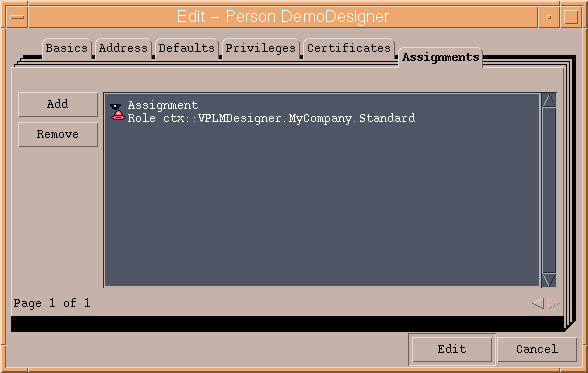 Edit - Person DemoDesigner
Basics Address Defaults Privileges Certificates Assignments
Add
Remove
Assignment
Role ctx::VPLMDesigner.MyCompany.Standard
Page 1 of 1
Edit Cancel